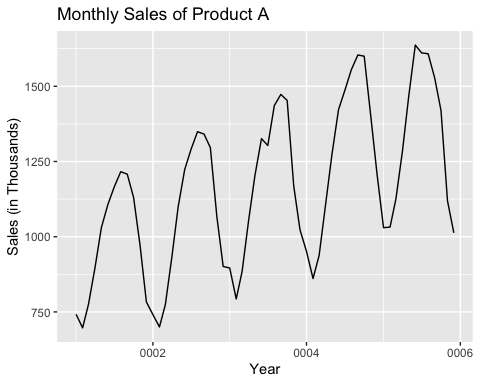 Monthly Sales of Product A
Sales (in Thousands)
1500
1250
1000
750
0002 0004 0006
Year